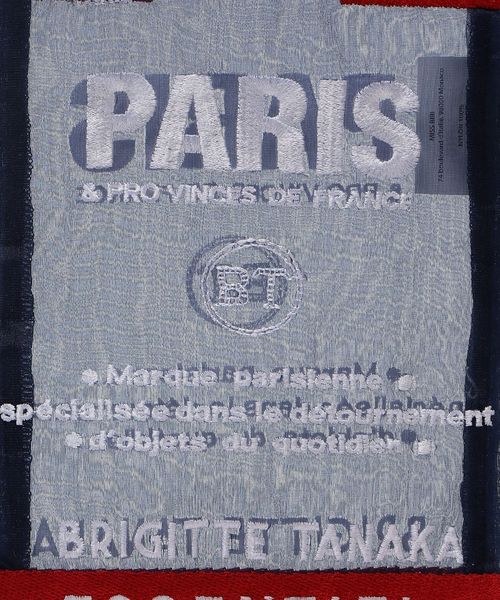 PARIS
& PROVINCES DE FRANCE
BT
• Marque parisienne •
spécialisée dans le détournement
• d'objets du quotidien •
BRIGITTE TANAKA